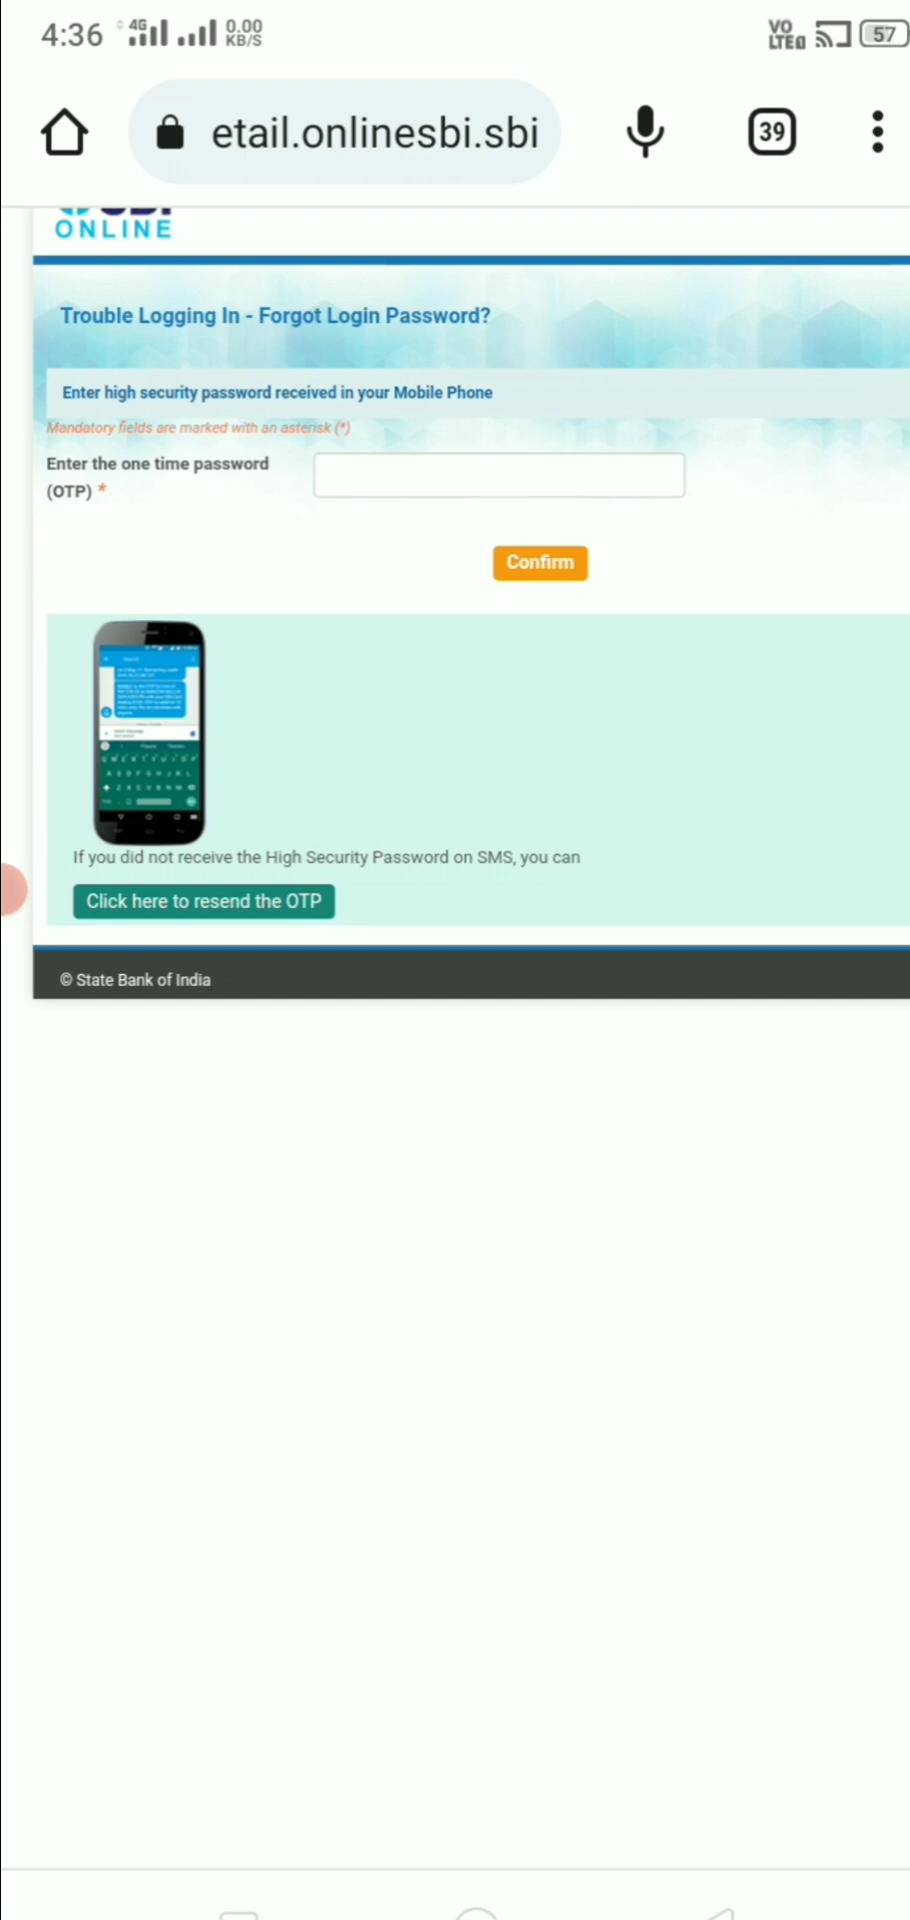 4:36 4G 0.00 KB/S VO LTE 57
etail.onlinesbi.sbi 39
SBI
ONLINE
Trouble Logging In - Forgot Login Password?
Enter high security password received in your Mobile Phone
Mandatory fields are marked with an asterisk (*)
Enter the one time password
(OTP) *
Confirm
If you did not receive the High Security Password on SMS, you can
Click here to resend the OTP
© State Bank of India